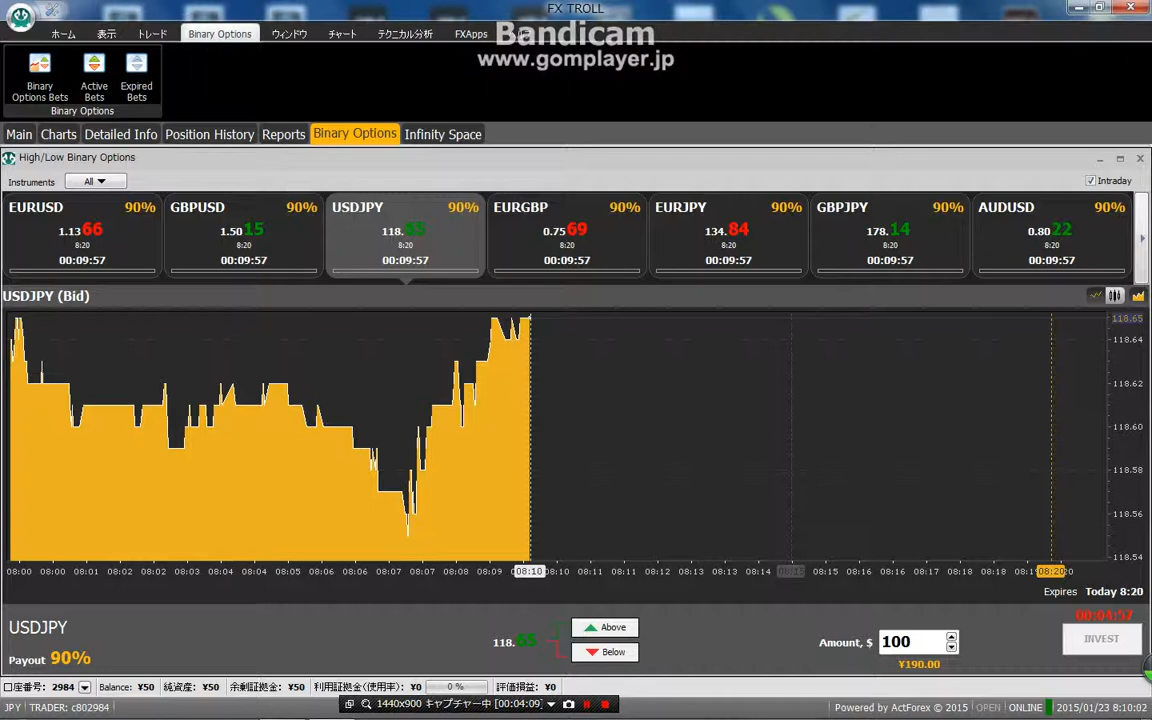 FX TROLL
ホーム 表示 トレード Binary Options ウィンドウ チャート テクニカル分析 FXApps
Bandicam
www.gomplayer.jp
Binary Options Bets
Active Bets
Expired Bets
Binary Options
Main Charts Detailed Info Position History Reports Binary Options Infinity Space
High/Low Binary Options
Instruments All Intraday
EURUSD 90% GBPUSD 90% USDJPY 90% EURGBP 90% EURJPY 90% GBPJPY 90% AUDUSD 90%
1.1366 1.5015 118.65 0.7569 134.84 178.14 0.8022
8:20 8:20 8:20 8:20 8:20 8:20 8:20
00:09:57 00:09:57 00:09:57 00:09:57 00:09:57 00:09:57 00:09:57
USDJPY (Bid)
118.65
118.64
118.62
118.60
118.58
118.56
118.54
08:00 08:00 08:01 08:02 08:02 08:03 08:04 08:04 08:05 08:06 08:06 08:07 08:07 08:08 08:09 08:10 08:10 08:11 08:11 08:12 08:13 08:13 08:14 08:15 08:15 08:16 08:16 08:17 08:18 08:18 08:20
Expires Today 8:20
USDJPY
Payout 90%
118.65
Above
Below
Amount, $ 100
¥190.00
00:04:57
INVEST
口座番号: 2984 Balance: ¥50 純資産: ¥50 余剰証拠金: ¥50 利用証拠金(使用率): ¥0 0 % 評価損益: ¥0
1440x900 キャプチャー中 [00:04:09]
JPY TRADER: c802984 Powered by ActForex © 2015 OPEN ONLINE 2015/01/23 8:10:02